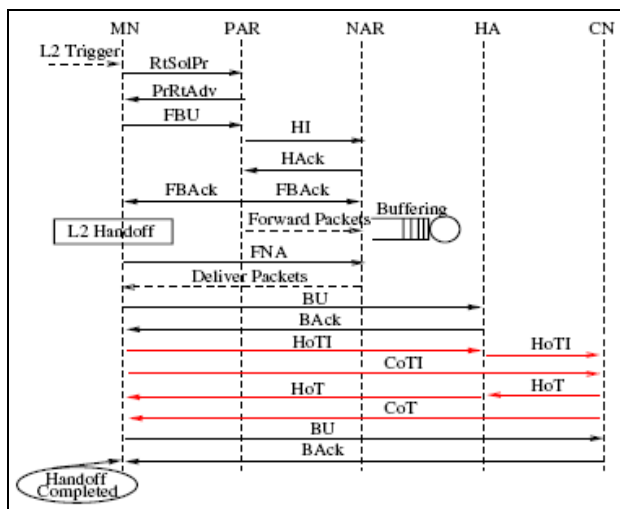 MN PAR NAR HA CN
L2 Trigger
RtSolPr
PrRtAdv
FBU
HI
HAck
FBAck FBAck
Buffering
Forward Packets
L2 Handoff
FNA
Deliver Packets
BU
BAck
HoTI HoTI
CoTI
HoT HoT
CoT
BU
BAck
Handoff
Completed